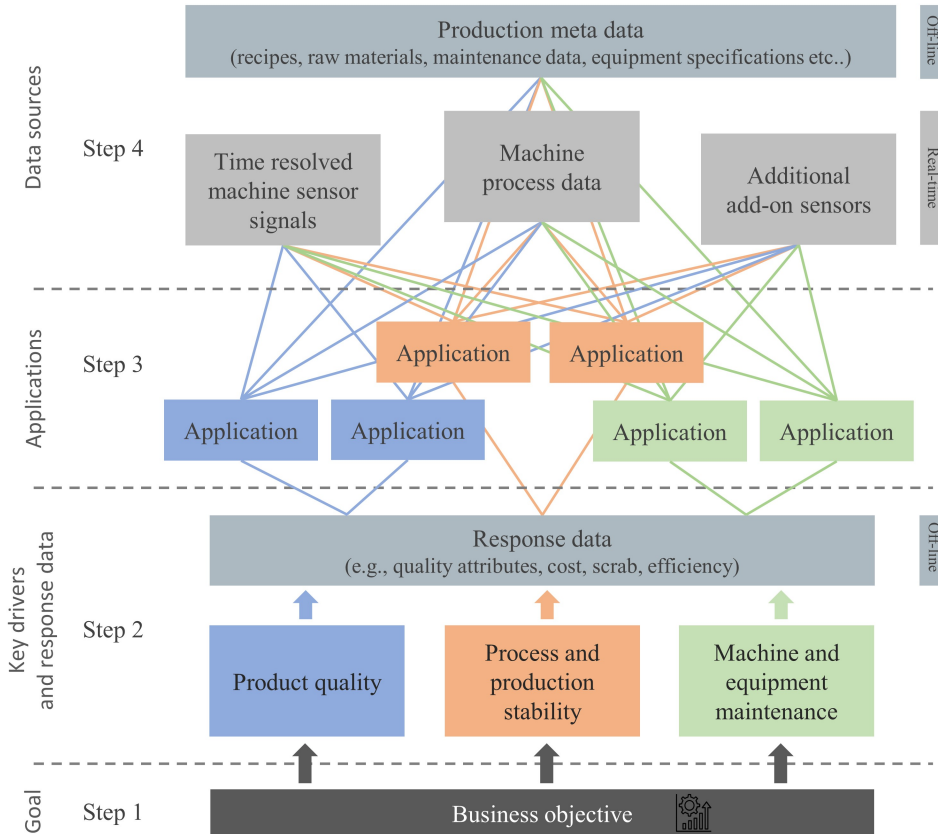 Production meta data
(recipes, raw materials, maintenance data, equipment specifications etc..)
Off-line
Data sources
Step 4
Time resolved
machine sensor
signals
Machine
process data
Additional
add-on sensors
Real-time
Applications
Step 3
Application
Application
Application
Application
Application
Application
Key drivers
and response data
Step 2
Response data
(e.g., quality attributes, cost, scrab, efficiency)
Off-line
Product quality
Process and
production
stability
Machine and
equipment
maintenance
Goal
Step 1
Business objective